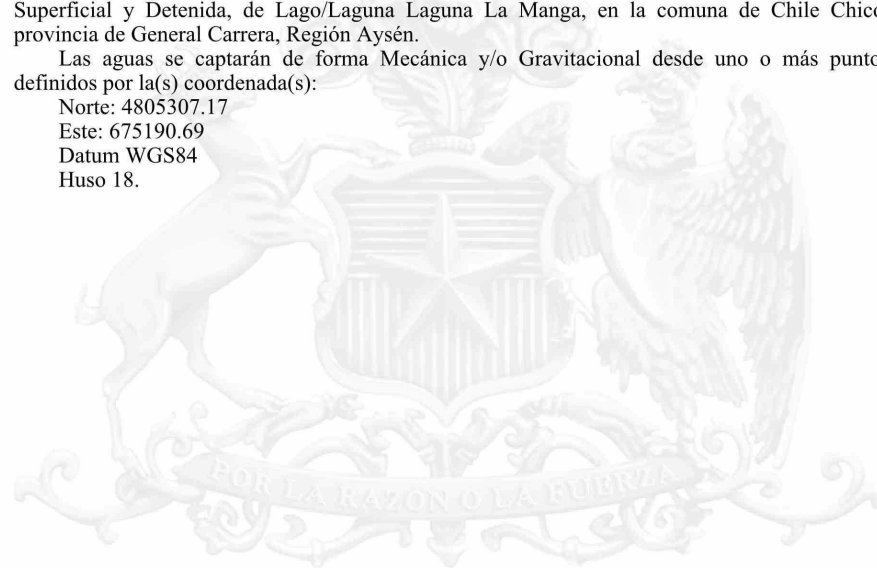 Superficial y Detenida, de Lago/Laguna Laguna La Manga, en la comuna de Chile Chico
provincia de General Carrera, Región Aysén.
Las aguas se captarán de forma Mecánica y/o Gravitacional desde uno o más punto
definidos por la(s) coordenada(s):
Norte: 4805307.17
Este: 675190.69
Datum WGS84
Huso 18.
POR LA RAZON O LA FUERZA